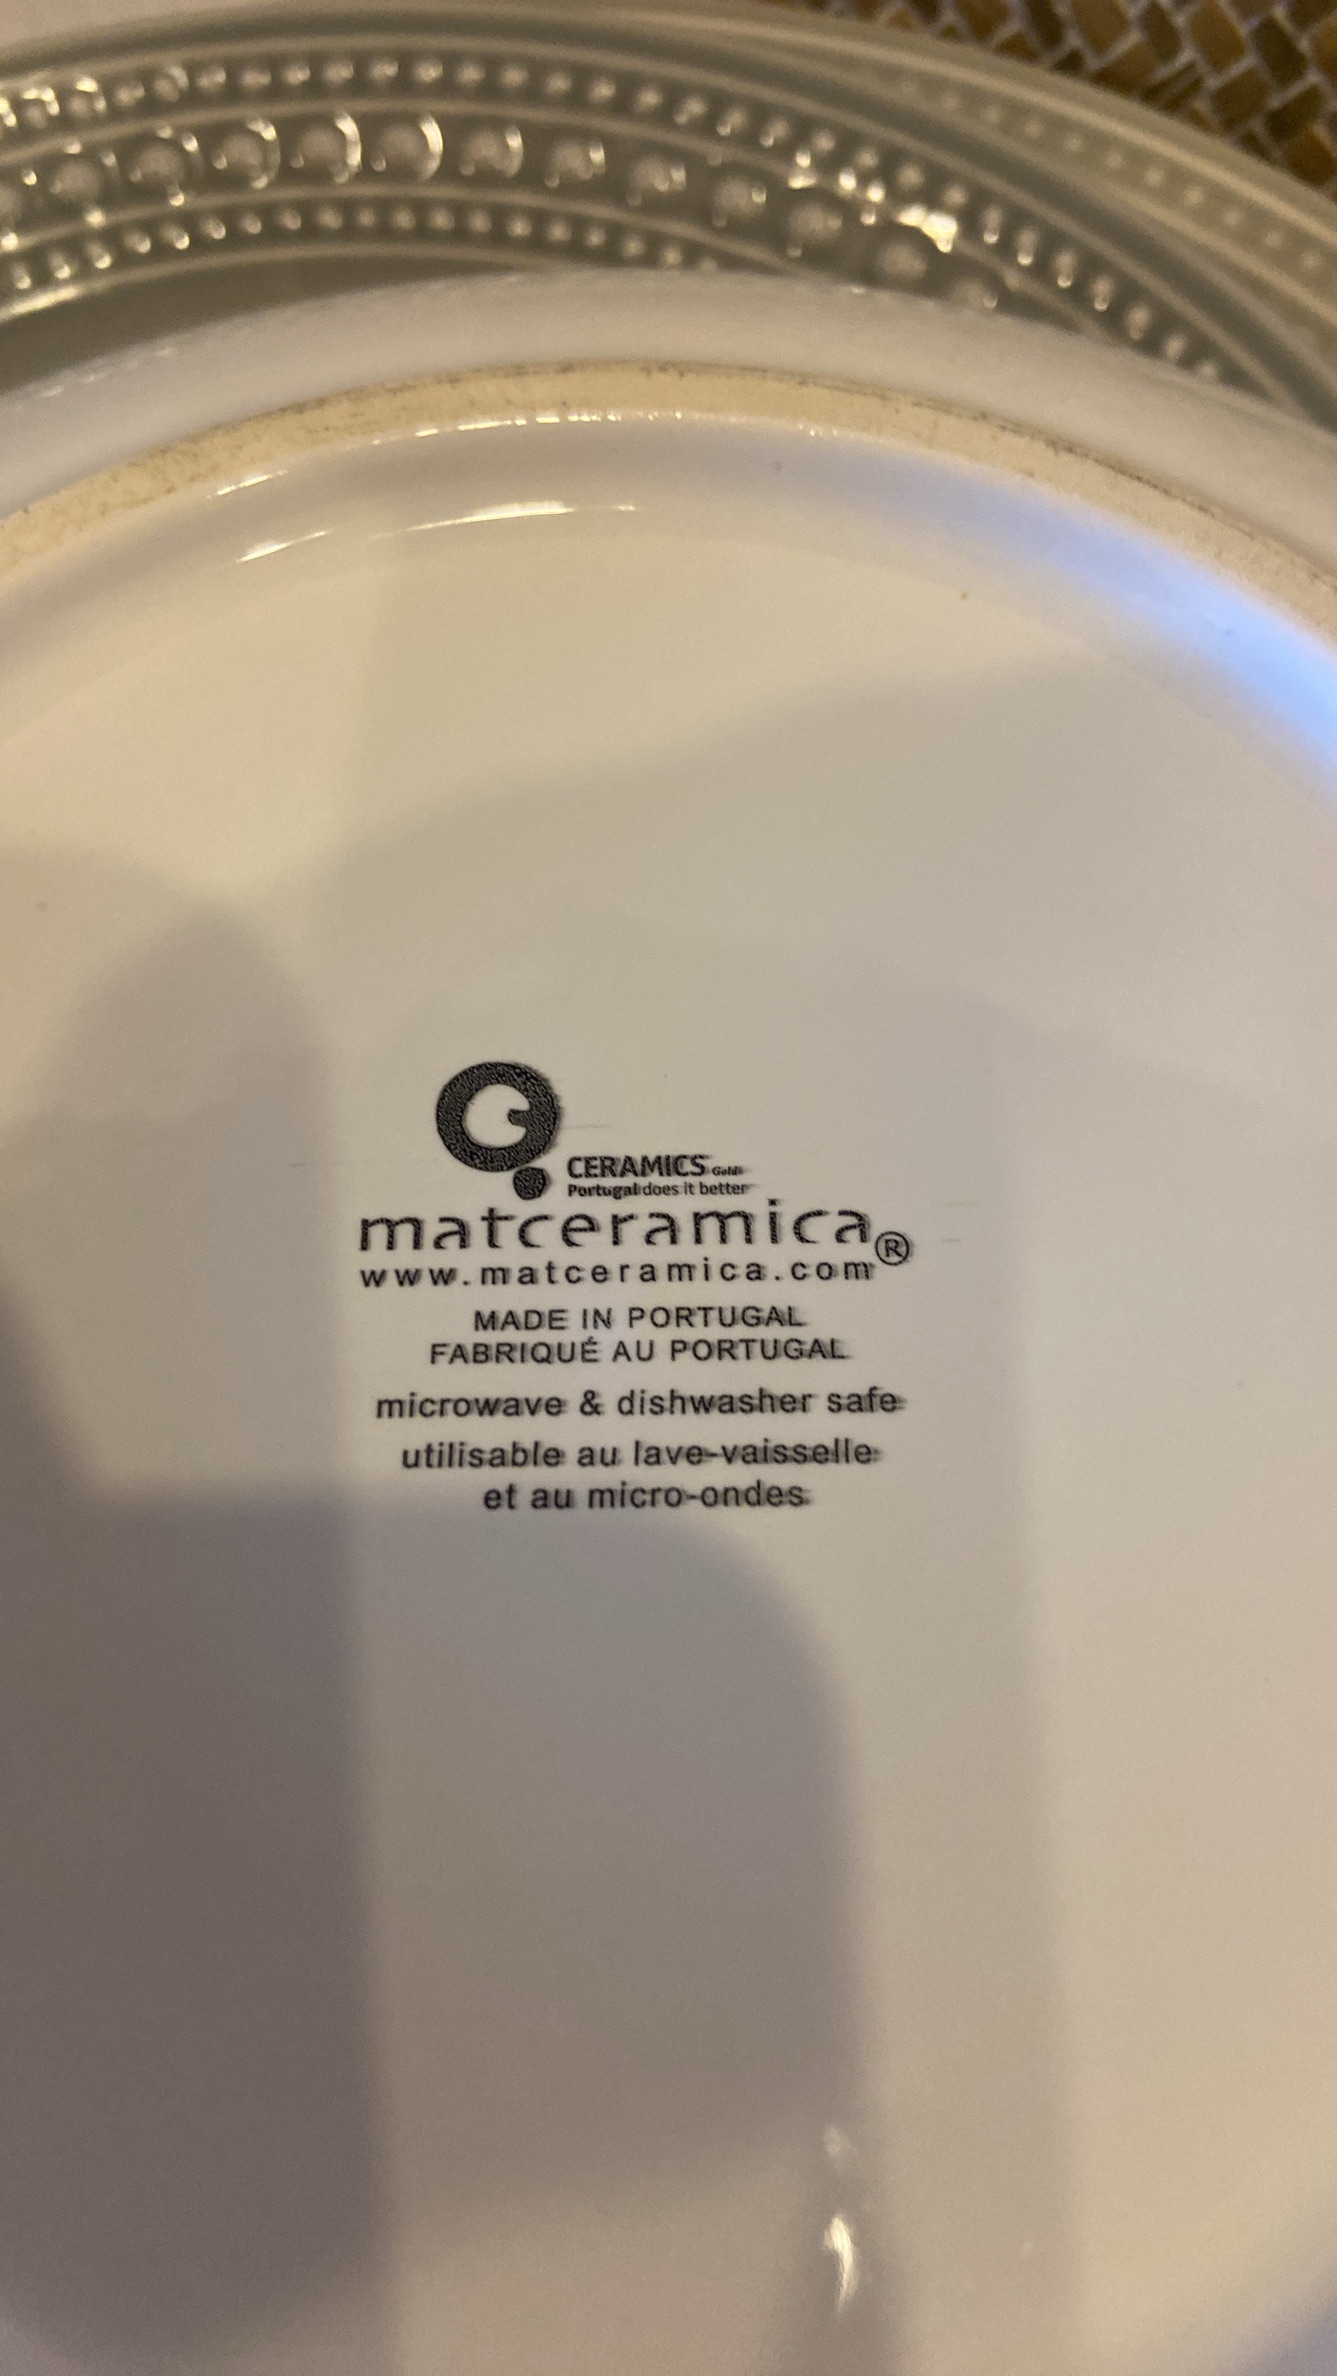 CERAMICS
Portugal does it better
matceramica®
www.matceramica.com
MADE IN PORTUGAL
FABRIQUÉ AU PORTUGAL
microwave & dishwasher safe
utilisable au lave-vaisselle
et au micro-ondes